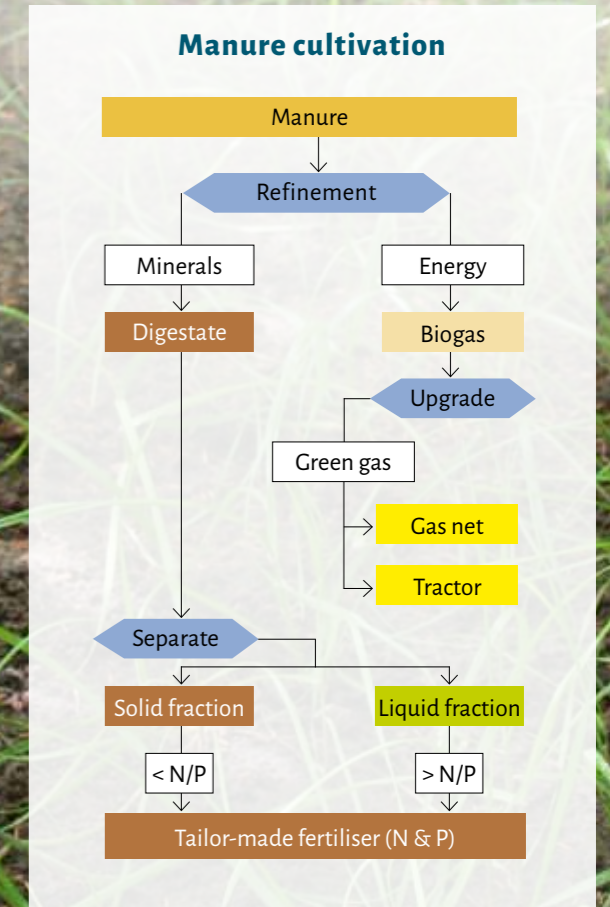 Manure cultivation
Manure
Refinement
Minerals
Energy
Digestate
Biogas
Upgrade
Green gas
Gas net
Tractor
Separate
Solid fraction
Liquid fraction
< N/P
> N/P
Tailor-made fertiliser (N & P)